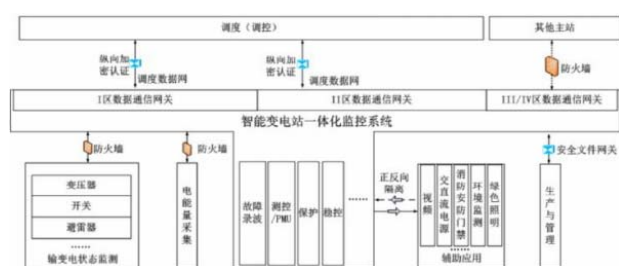 调度（调控）
其他主站
纵向加
密认证
调度数据网
纵向加
密认证
调度数据网
防火墙
I区数据通信网关
II区数据通信网关
III/IV区数据通信网关
智能变电站一体化监控系统
防火墙
防火墙
安全文件网关
变压器
开关
避雷器
……
输变电状态监测
电能量采集
故障录波
测控/PMU
保护
稳控
……
正反向
隔离
视频
交直流电源
消防安防门禁
环境监测
绿色照明
……
辅助应用
生产与管理